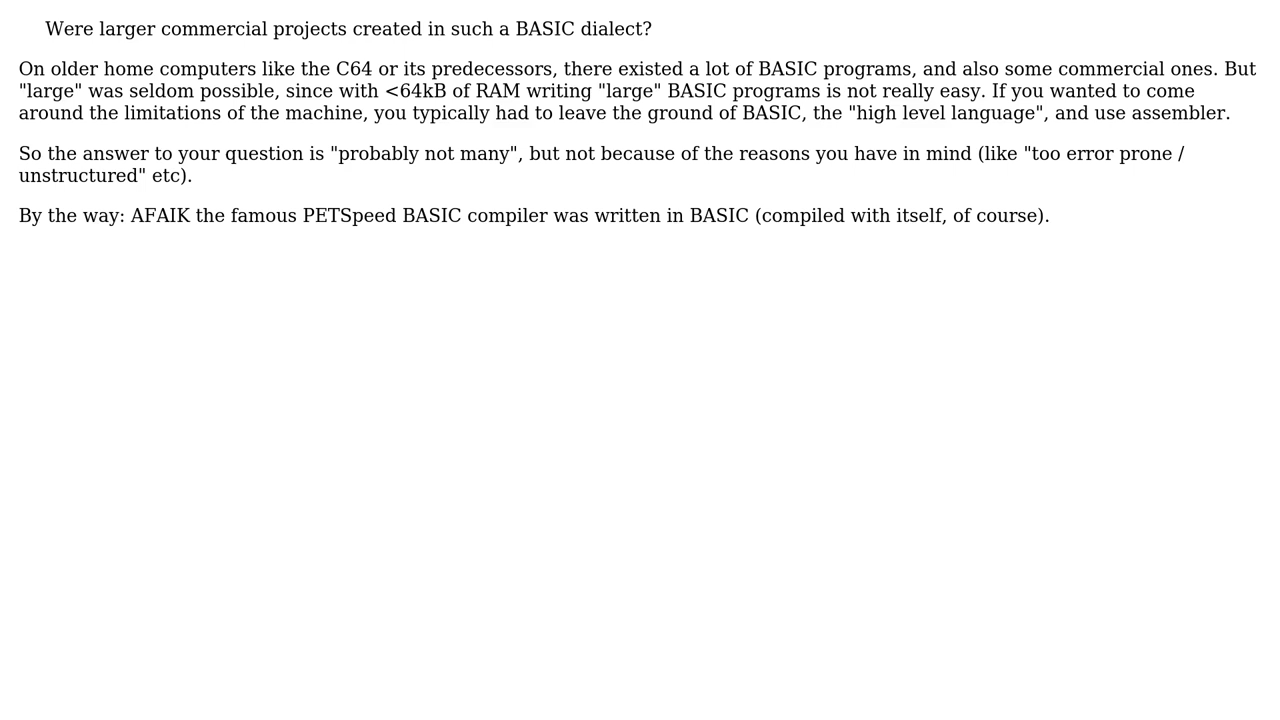 Were larger commercial projects created in such a BASIC dialect?
On older home computers like the C64 or its predecessors, there existed a lot of BASIC programs, and also some commercial ones. But
"large" was seldom possible, since with <64kB of RAM writing "large" BASIC programs is not really easy. If you wanted to come
around the limitations of the machine, you typically had to leave the ground of BASIC, the "high level language", and use assembler.
So the answer to your question is "probably not many", but not because of the reasons you have in mind (like "too error prone /
unstructured" etc).
By the way: AFAIK the famous PETSpeed BASIC compiler was written in BASIC (compiled with itself, of course).